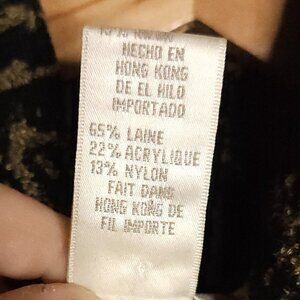 HECHO EN
HONG KONG
DE EL HILO
IMPORTADO
65% LAINE
22% ACRYLIQUE
13% NYLON
FAIT DANS
HONG KONG DE
FIL IMPORTE